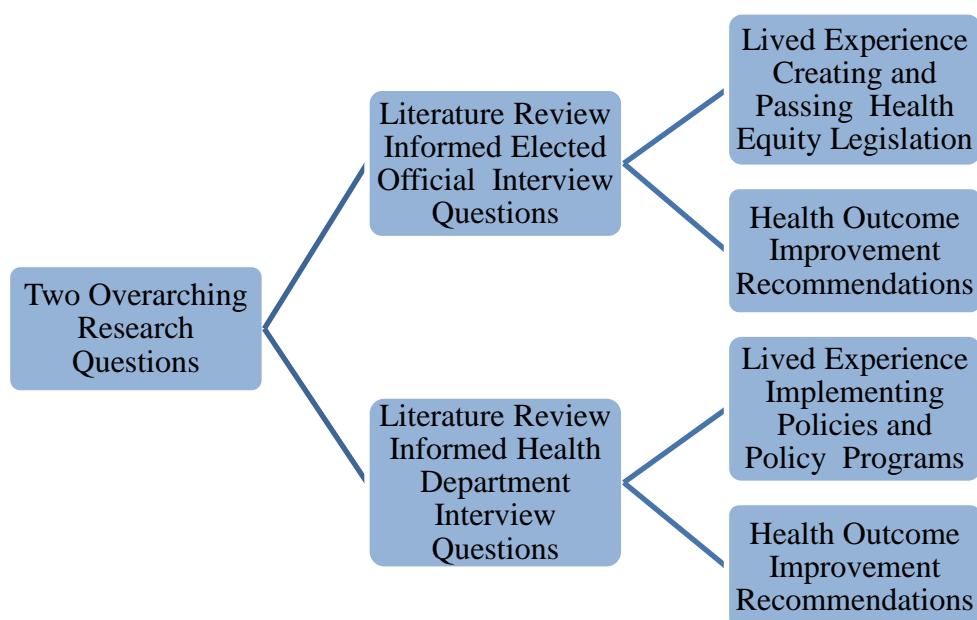 Two Overarching
Research
Questions
Literature Review
Informed Elected
Official Interview
Questions
Lived Experience
Creating and
Passing Health
Equity Legislation
Health Outcome
Improvement
Recommendations
Literature Review
Informed Health
Department
Interview
Questions
Lived Experience
Implementing
Policies and
Policy Programs
Health Outcome
Improvement
Recommendations